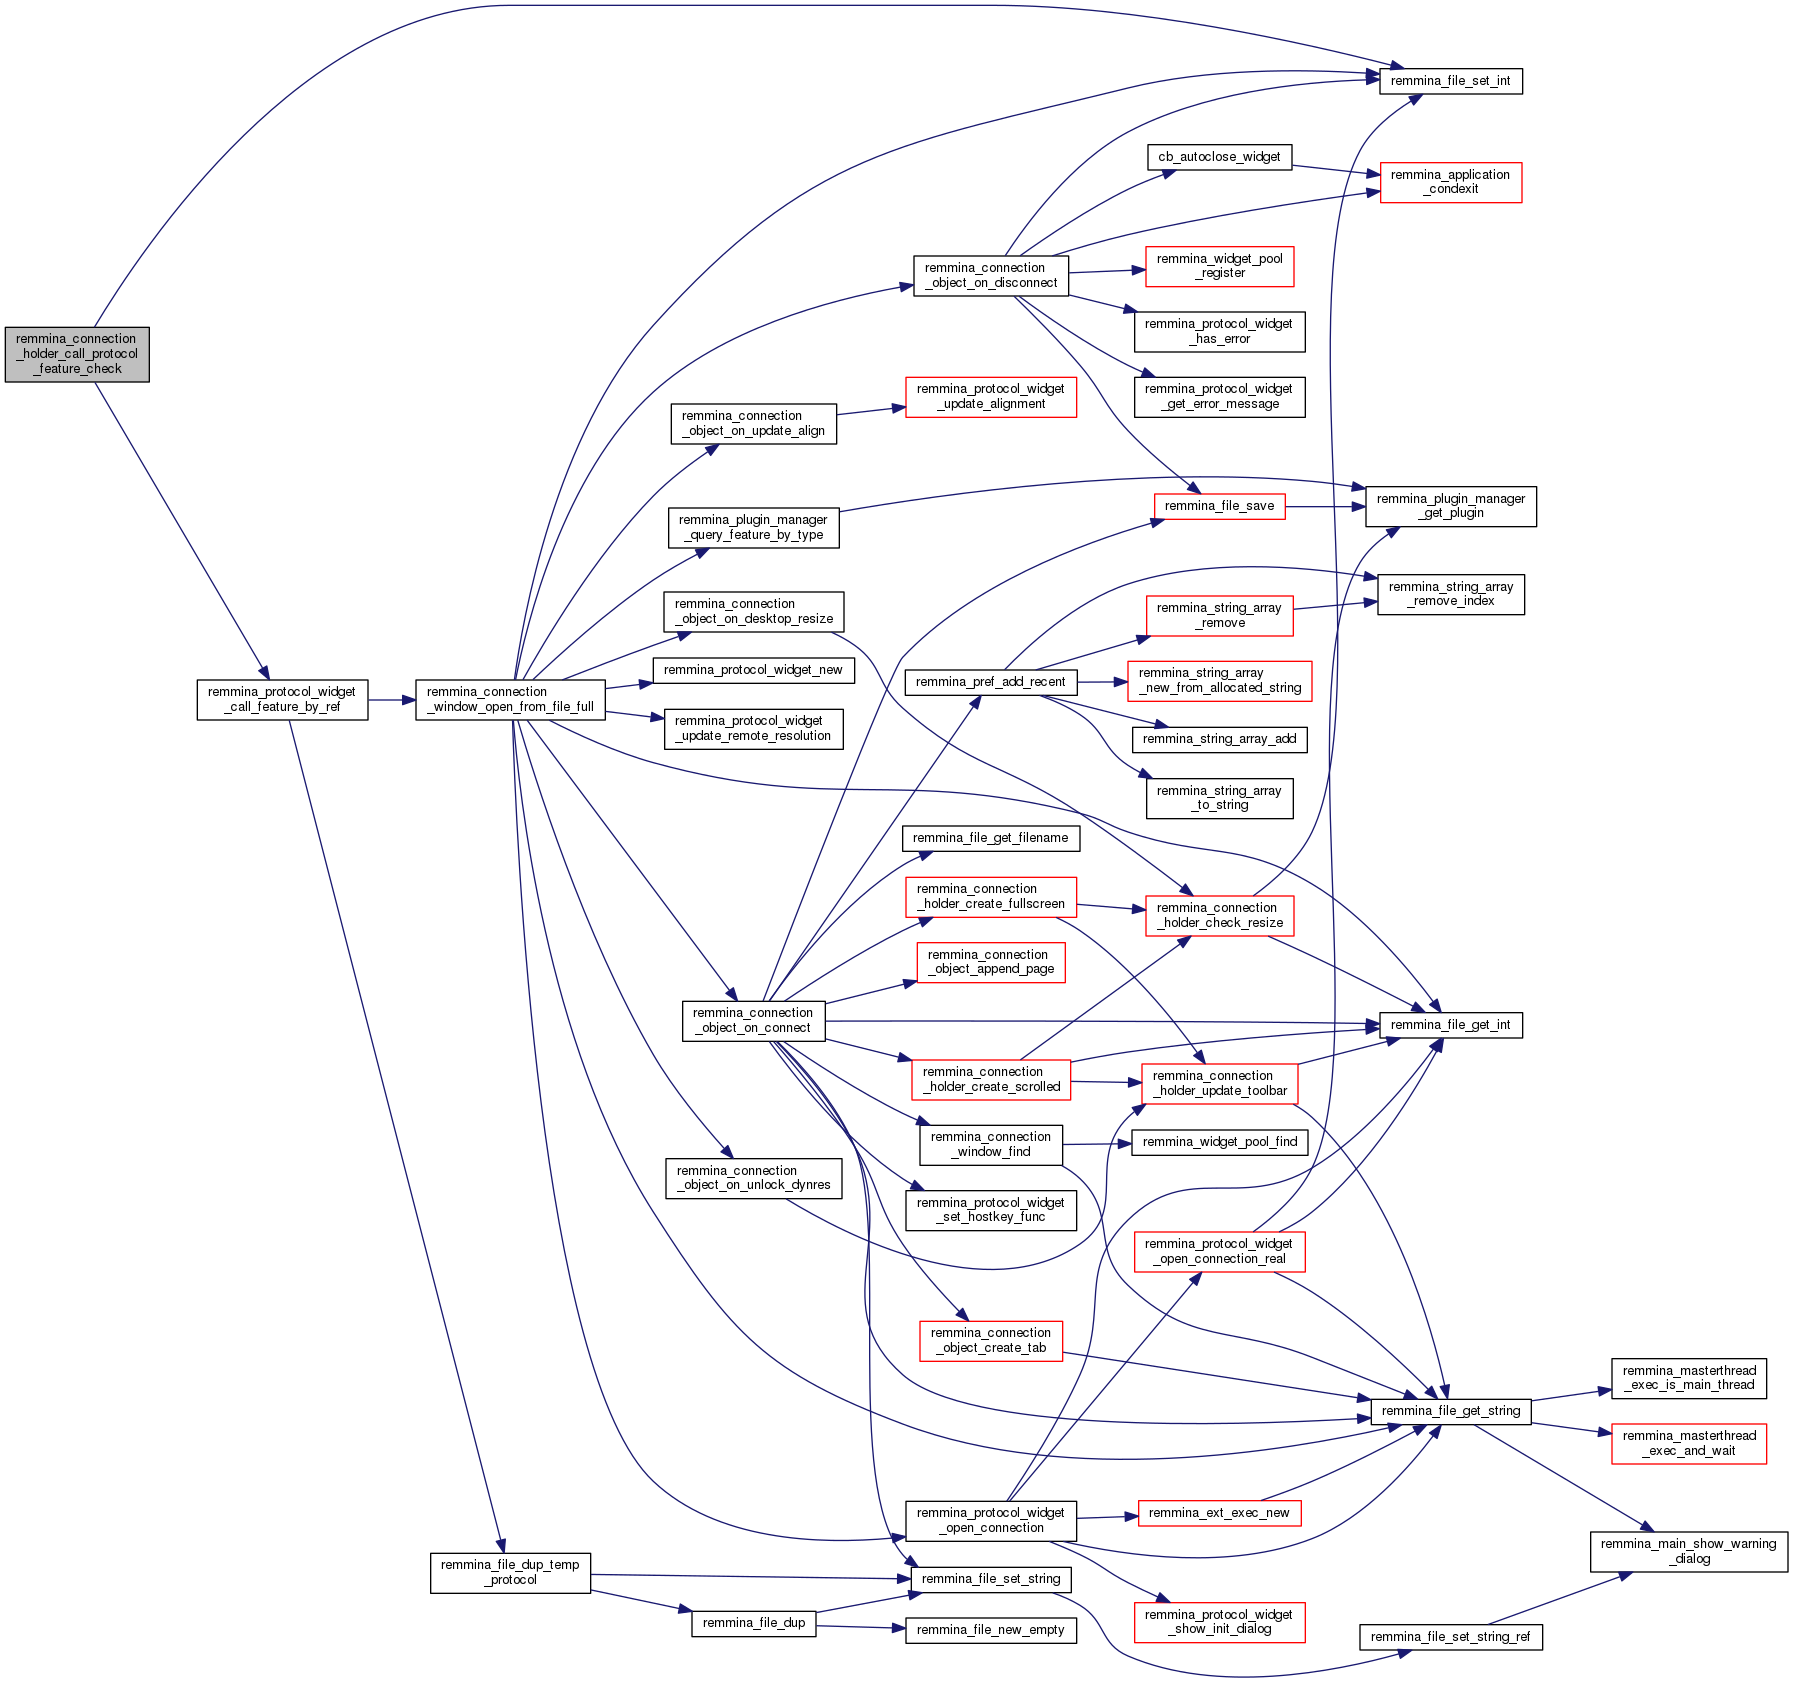 remmina_connection
_holder_call_protocol
_feature_check
remmina_protocol_widget
_call_feature_by_ref
remmina_connection
_window_open_from_file_full
remmina_file_dup_temp
_protocol
remmina_connection
_object_on_update_align
remmina_plugin_manager
_query_feature_by_type
remmina_connection
_object_on_desktop_resize
remmina_protocol_widget_new
remmina_protocol_widget
_update_remote_resolution
remmina_connection
_object_on_connect
remmina_connection
_object_on_unlock_dynres
remmina_file_dup
remmina_connection
_object_on_disconnect
remmina_protocol_widget
_update_alignment
remmina_pref_add_recent
remmina_file_get_filename
remmina_connection
_holder_create_fullscreen
remmina_connection
_object_append_page
remmina_connection
_holder_create_scrolled
remmina_connection
_window_find
remmina_protocol_widget
_set_hostkey_func
remmina_connection
_object_create_tab
remmina_protocol_widget
_open_connection
remmina_file_set_string
remmina_file_new_empty
cb_autoclose_widget
remmina_widget_pool
_register
remmina_protocol_widget
_has_error
remmina_protocol_widget
_get_error_message
remmina_file_save
remmina_string_array
_remove
remmina_string_array
_new_from_allocated_string
remmina_string_array_add
remmina_string_array
_to_string
remmina_connection
_holder_check_resize
remmina_connection
_holder_update_toolbar
remmina_widget_pool_find
remmina_protocol_widget
_open_connection_real
remmina_ext_exec_new
remmina_protocol_widget
_show_init_dialog
remmina_file_set_int
remmina_application
_condexit
remmina_plugin_manager
_get_plugin
remmina_string_array
_remove_index
remmina_file_get_int
remmina_file_get_string
remmina_file_set_string_ref
remmina_masterthread
_exec_is_main_thread
remmina_masterthread
_exec_and_wait
remmina_main_show_warning
_dialog